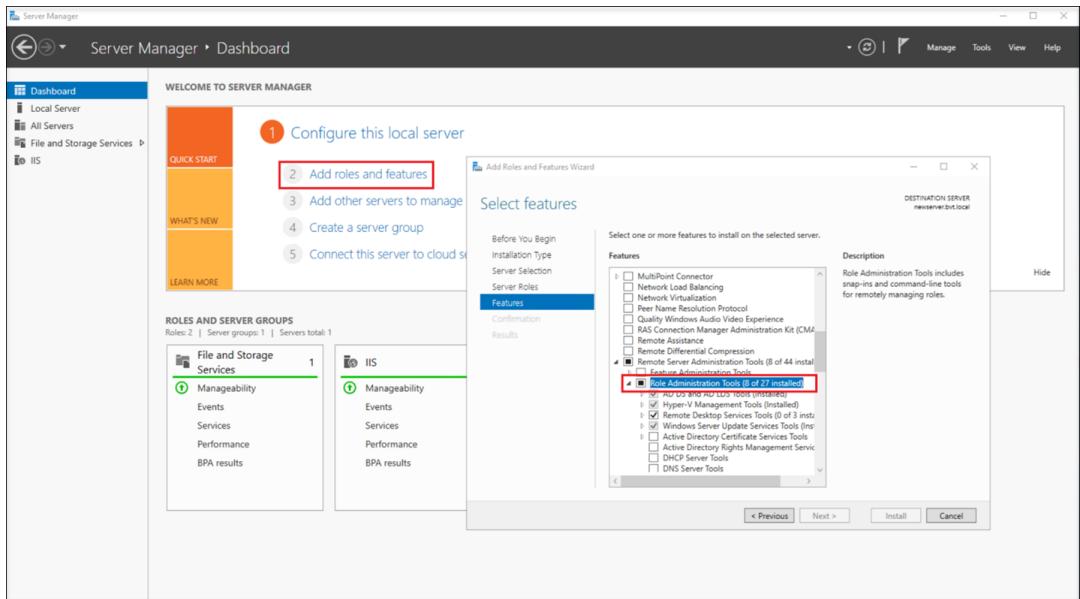 Server Manager
Server Manager ‣ Dashboard
Manage Tools View Help
Dashboard
Local Server
All Servers
File and Storage Services
IIS
WELCOME TO SERVER MANAGER
QUICK START
WHAT'S NEW
LEARN MORE
1 Configure this local server
2 Add roles and features
3 Add other servers to manage
4 Create a server group
5 Connect this server to cloud se
Hide
ROLES AND SERVER GROUPS
Roles: 2 | Server groups: 1 | Servers total: 1
File and Storage Services 1
Manageability
Events
Services
Performance
BPA results
IIS
Manageability
Events
Services
Performance
BPA results
Add Roles and Features Wizard
Select features
DESTINATION SERVER
newserver.bvt.local
Before You Begin
Installation Type
Server Selection
Server Roles
Features
Confirmation
Results
Select one or more features to install on the selected server.
Features
MultiPoint Connector
Network Load Balancing
Network Virtualization
Peer Name Resolution Protocol
Quality Windows Audio Video Experience
RAS Connection Manager Administration Kit (CMA
Remote Assistance
Remote Differential Compression
Remote Server Administration Tools (8 of 44 instal
Feature Administration Tools
Role Administration Tools (8 of 27 installed)
AD DS and AD LDS Tools (Installed)
Hyper-V Management Tools (Installed)
Remote Desktop Services Tools (0 of 3 insta
Windows Server Update Services Tools (Ins
Active Directory Certificate Services Tools
Active Directory Rights Management Servic
DHCP Server Tools
DNS Server Tools
Description
Role Administration Tools includes
snap-ins and command-line tools
for remotely managing roles.
< Previous
Next >
Install
Cancel